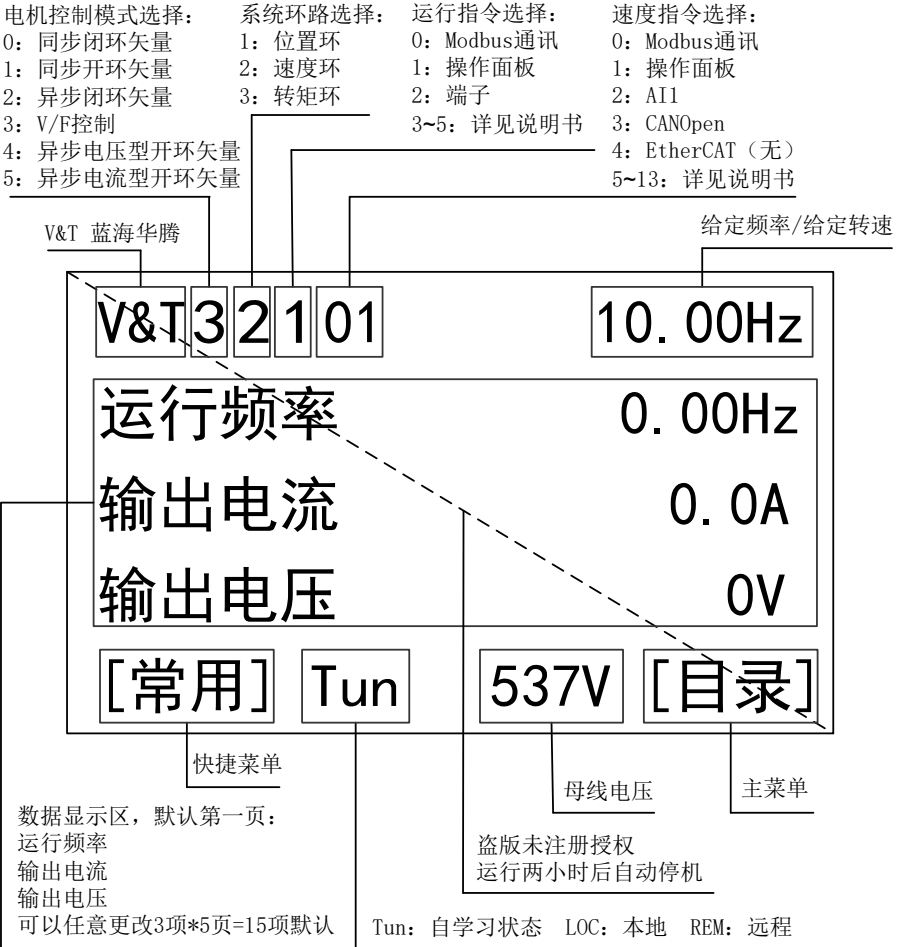 电机控制模式选择：
0：同步闭环矢量
1：同步开环矢量
2：异步闭环矢量
3：V/F控制
4：异步电压型开环矢量
5：异步电流型开环矢量
系统环路选择：
1：位置环
2：速度环
3：转矩环
运行指令选择：
0：Modbus通讯
1：操作面板
2：端子
3~5：详见说明书
速度指令选择：
0：Modbus通讯
1：操作面板
2：AI1
3：CANOpen
4：EtherCAT（无）
5~13：详见说明书
V&T 蓝海华腾
给定频率/给定转速
V&T 3 2 1 01 10.00Hz
运行频率 0.00Hz
输出电流 0.0A
输出电压 0V
[常用] Tun 537V [目录]
快捷菜单
母线电压
主菜单
数据显示区，默认第一页：
运行频率
输出电流
输出电压
可以任意更改3项*5页=15项默认
盗版未注册授权
运行两小时后自动停机
Tun：自学习状态 LOC：本地 REM：远程